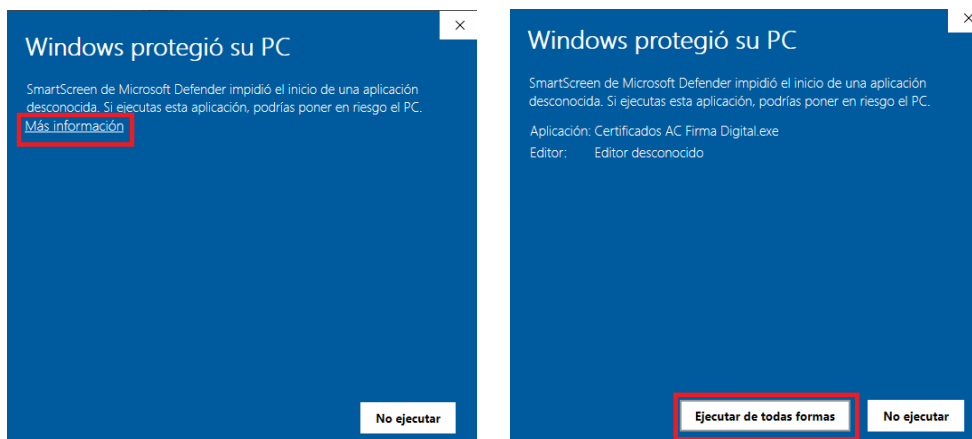 Windows protegió su PC
SmartScreen de Microsoft Defender impidió el inicio de una aplicación
desconocida. Si ejecutas esta aplicación, podrías poner en riesgo el PC.
Más información
No ejecutar
Windows protegió su PC
SmartScreen de Microsoft Defender impidió el inicio de una aplicación
desconocida. Si ejecutas esta aplicación, podrías poner en riesgo el PC.
Aplicación: Certificados AC Firma Digital.exe
Editor: Editor desconocido
Ejecutar de todas formas
No ejecutar